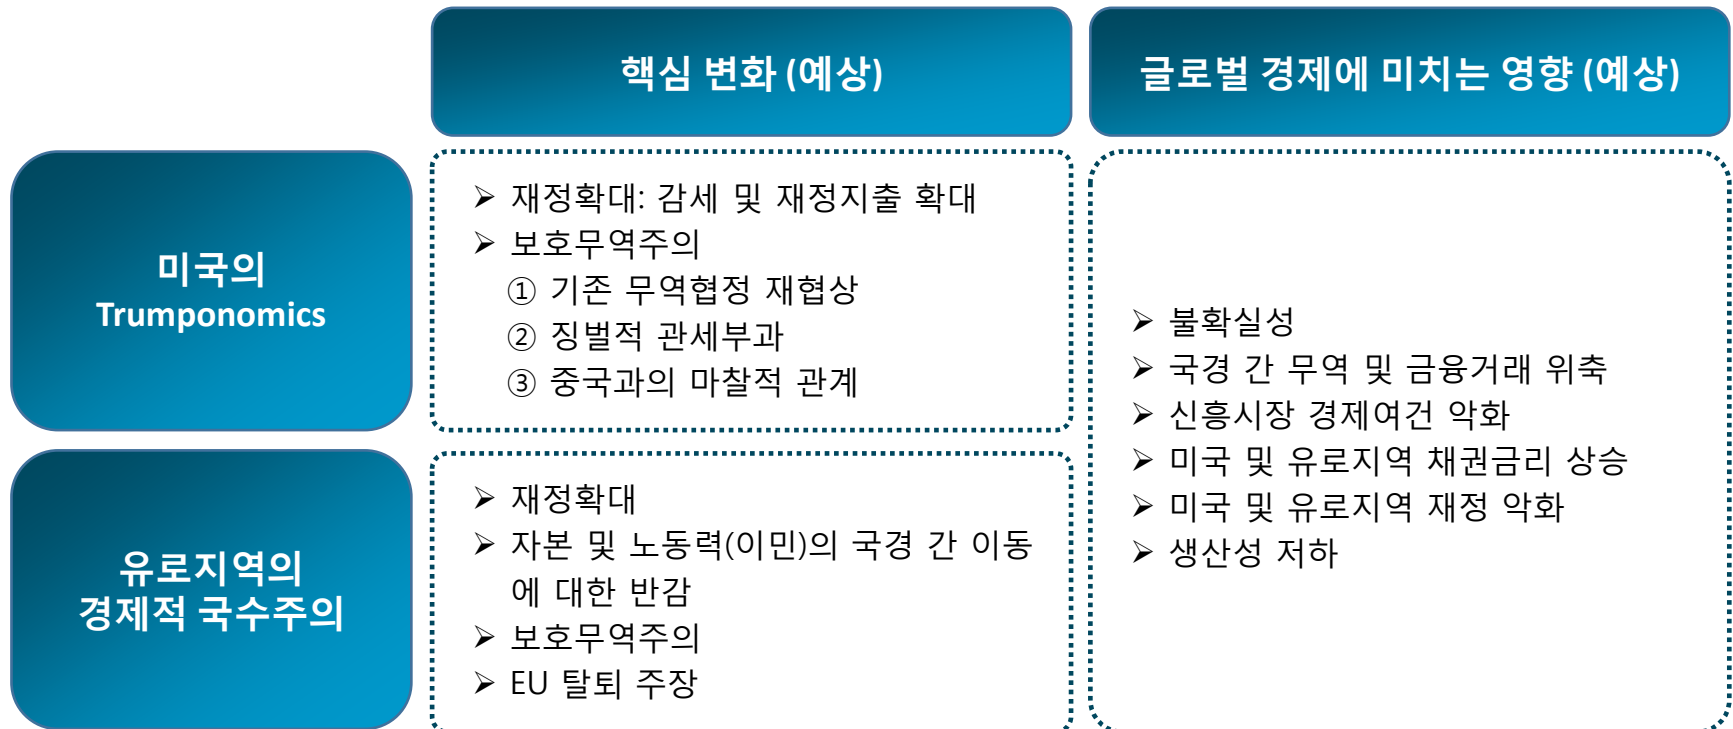 핵심 변화 (예상)
글로벌 경제에 미치는 영향 (예상)
미국의
Trumponomics
➢ 재정확대: 감세 및 재정지출 확대
➢ 보호무역주의
① 기존 무역협정 재협상
② 징벌적 관세부과
③ 중국과의 마찰적 관계
유로지역의
경제적 국수주의
➢ 재정확대
➢ 자본 및 노동력(이민)의 국경 간 이동
에 대한 반감
➢ 보호무역주의
➢ EU 탈퇴 주장
➢ 불확실성
➢ 국경 간 무역 및 금융거래 위축
➢ 신흥시장 경제여건 악화
➢ 미국 및 유로지역 채권금리 상승
➢ 미국 및 유로지역 재정 악화
➢ 생산성 저하